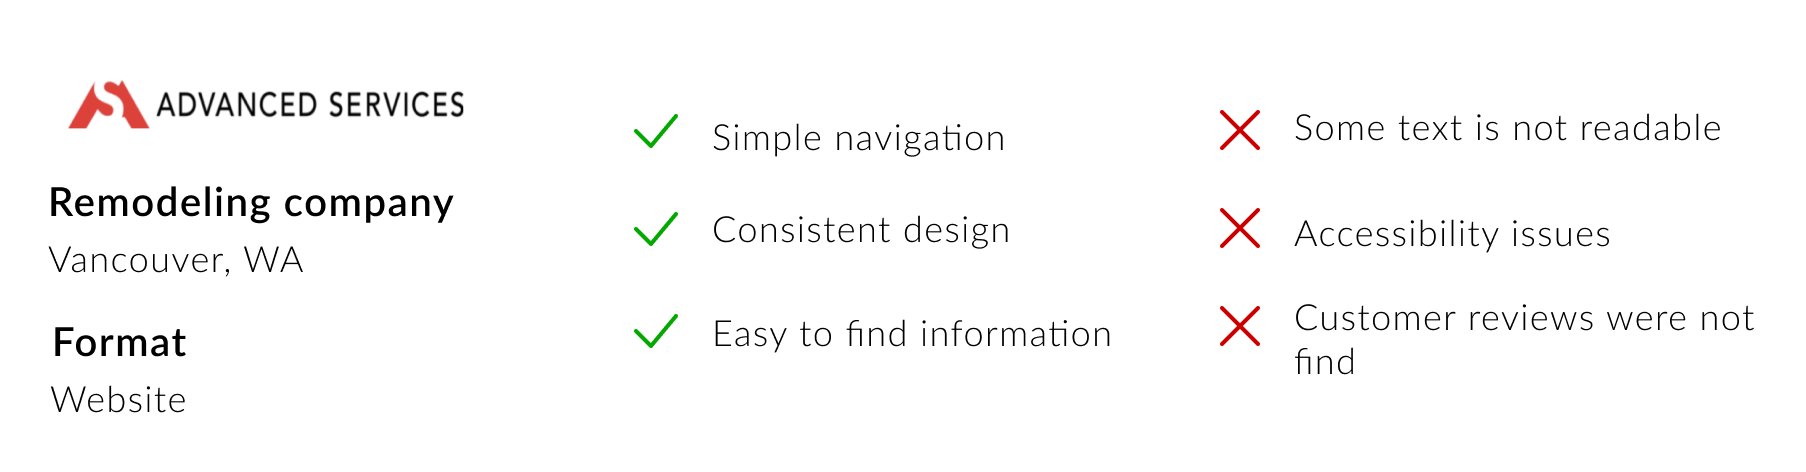 ADVANCED SERVICES
Remodeling company
Vancouver, WA
Format
Website
Simple navigation
Consistent design
Easy to find information
Some text is not readable
Accessibility issues
Customer reviews were not
find